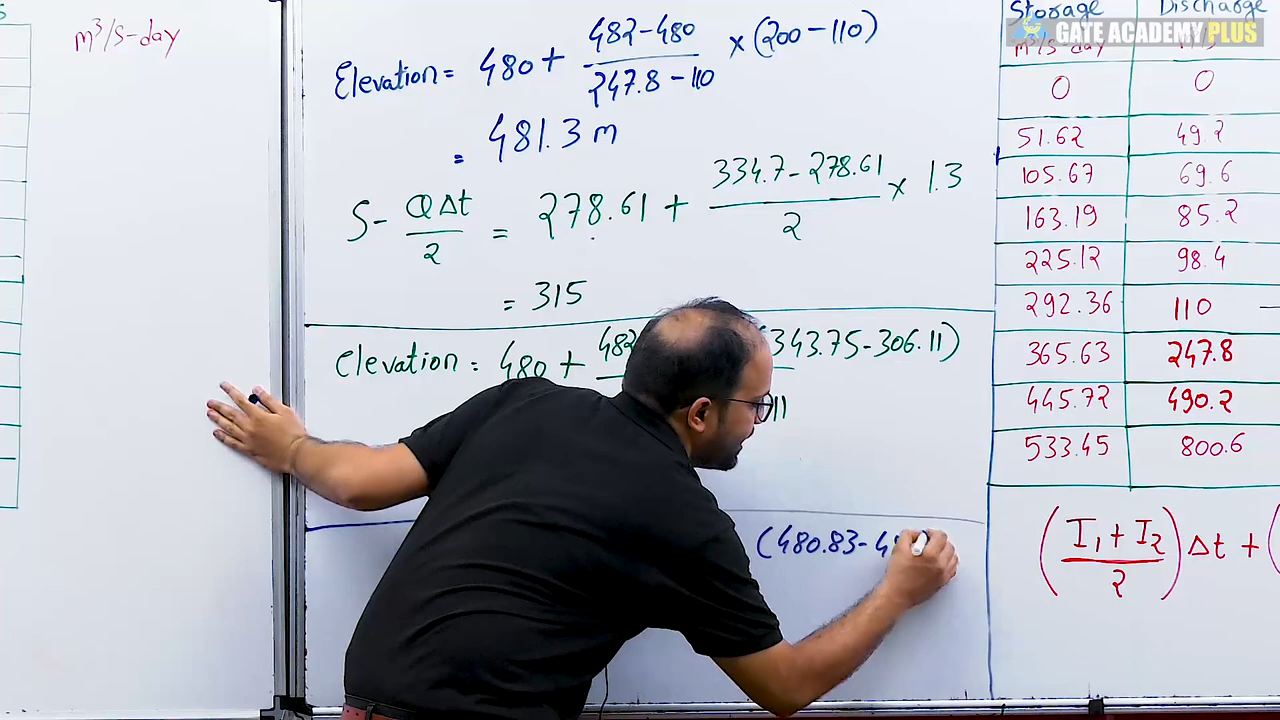 m³/s-day
Elevation = 480 + (482-480)/(247.8-110) × (200-110)
= 481.3 m
S - QΔt/2 = 278.61 + (334.7-278.61)/2 × 1.3
= 315
Elevation = 480 + 482 (343.75-306.11)
11
(480.83-4
Storage Discharge
m³/s-day
GATE ACADEMY PLUS
0 0
51.62 49.2
105.67 69.6
163.19 85.2
225.12 98.4
292.36 110
365.63 247.8
445.72 490.2
533.45 800.6
(I₁+I₂/2)Δt + (